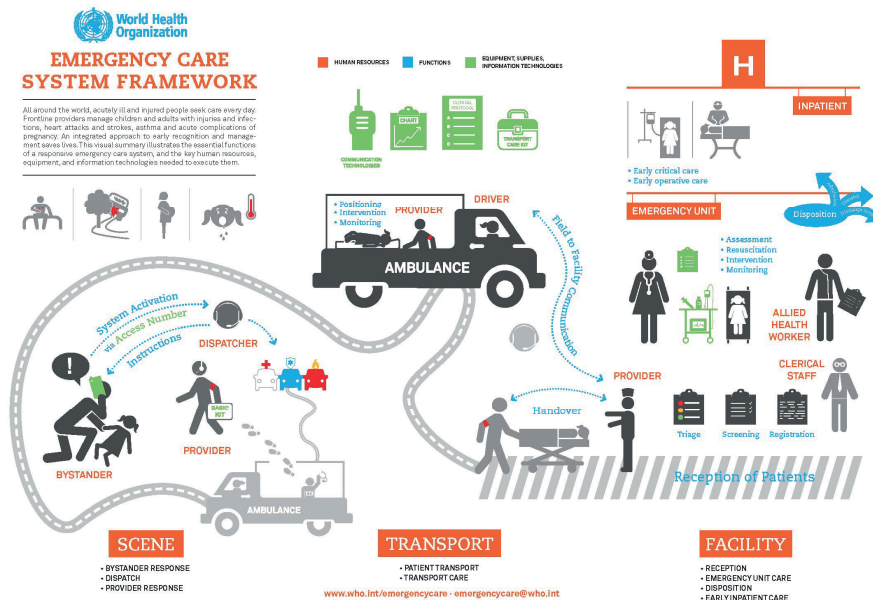 World Health
Organization
EMERGENCY CARE
SYSTEM FRAMEWORK
All around the world, acutely ill and injured people seek care every day.
Frontline providers manage children and adults with injuries and infec-
tions, heart attacks and strokes, asthma and acute complications of
pregnancy. An integrated approach to early recognition and manage-
ment saves lives. This visual summary illustrates the essential functions
of a responsive emergency care system, and the key human resources,
equipment, and information technologies needed to execute them.
HUMAN RESOURCES
FUNCTIONS
EQUIPMENT, SUPPLIES,
INFORMATION TECHNOLOGIES
COMMUNICATION
TECHNOLOGIES
CHART
CLINICAL
PROTOCOL
A
B
C
D
TRANSPORT
CARE KIT
H
INPATIENT
• Early critical care
• Early operative care
EMERGENCY UNIT
Disposition
• Positioning
• Intervention
• Monitoring
PROVIDER
DRIVER
AMBULANCE
Field to Facility Communication
• Assessment
• Resuscitation
• Intervention
• Monitoring
ALLIED
HEALTH
WORKER
CLERICAL
STAFF
System Activation
via Access Number
Instructions
DISPATCHER
BASIC
KIT
PROVIDER
BYSTANDER
AMBULANCE
PROVIDER
Handover
Triage
Screening
Registration
Reception of Patients
SCENE
• BYSTANDER RESPONSE
• DISPATCH
• PROVIDER RESPONSE
TRANSPORT
• PATIENT TRANSPORT
• TRANSPORT CARE
FACILITY
• RECEPTION
• EMERGENCY UNIT CARE
• DISPOSITION
• EARLY INPATIENT CARE
www.who.int/emergencycare - emergencycare@who.int